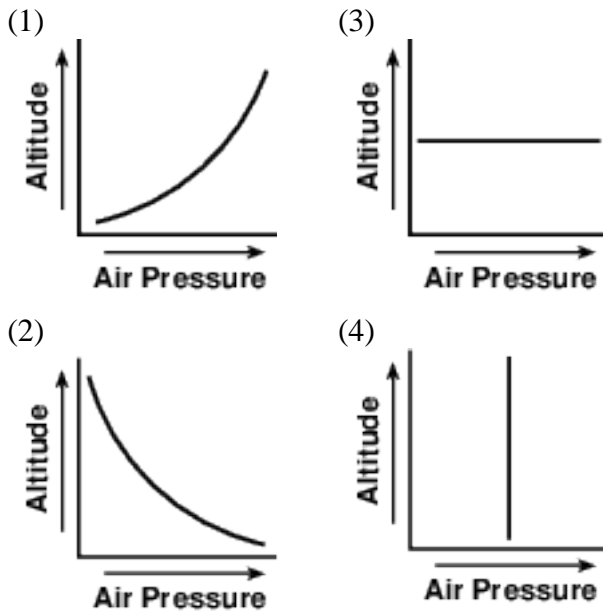 (1)
Altitude
Air Pressure
(3)
Altitude
Air Pressure
(2)
Altitude
Air Pressure
(4)
Altitude
Air Pressure